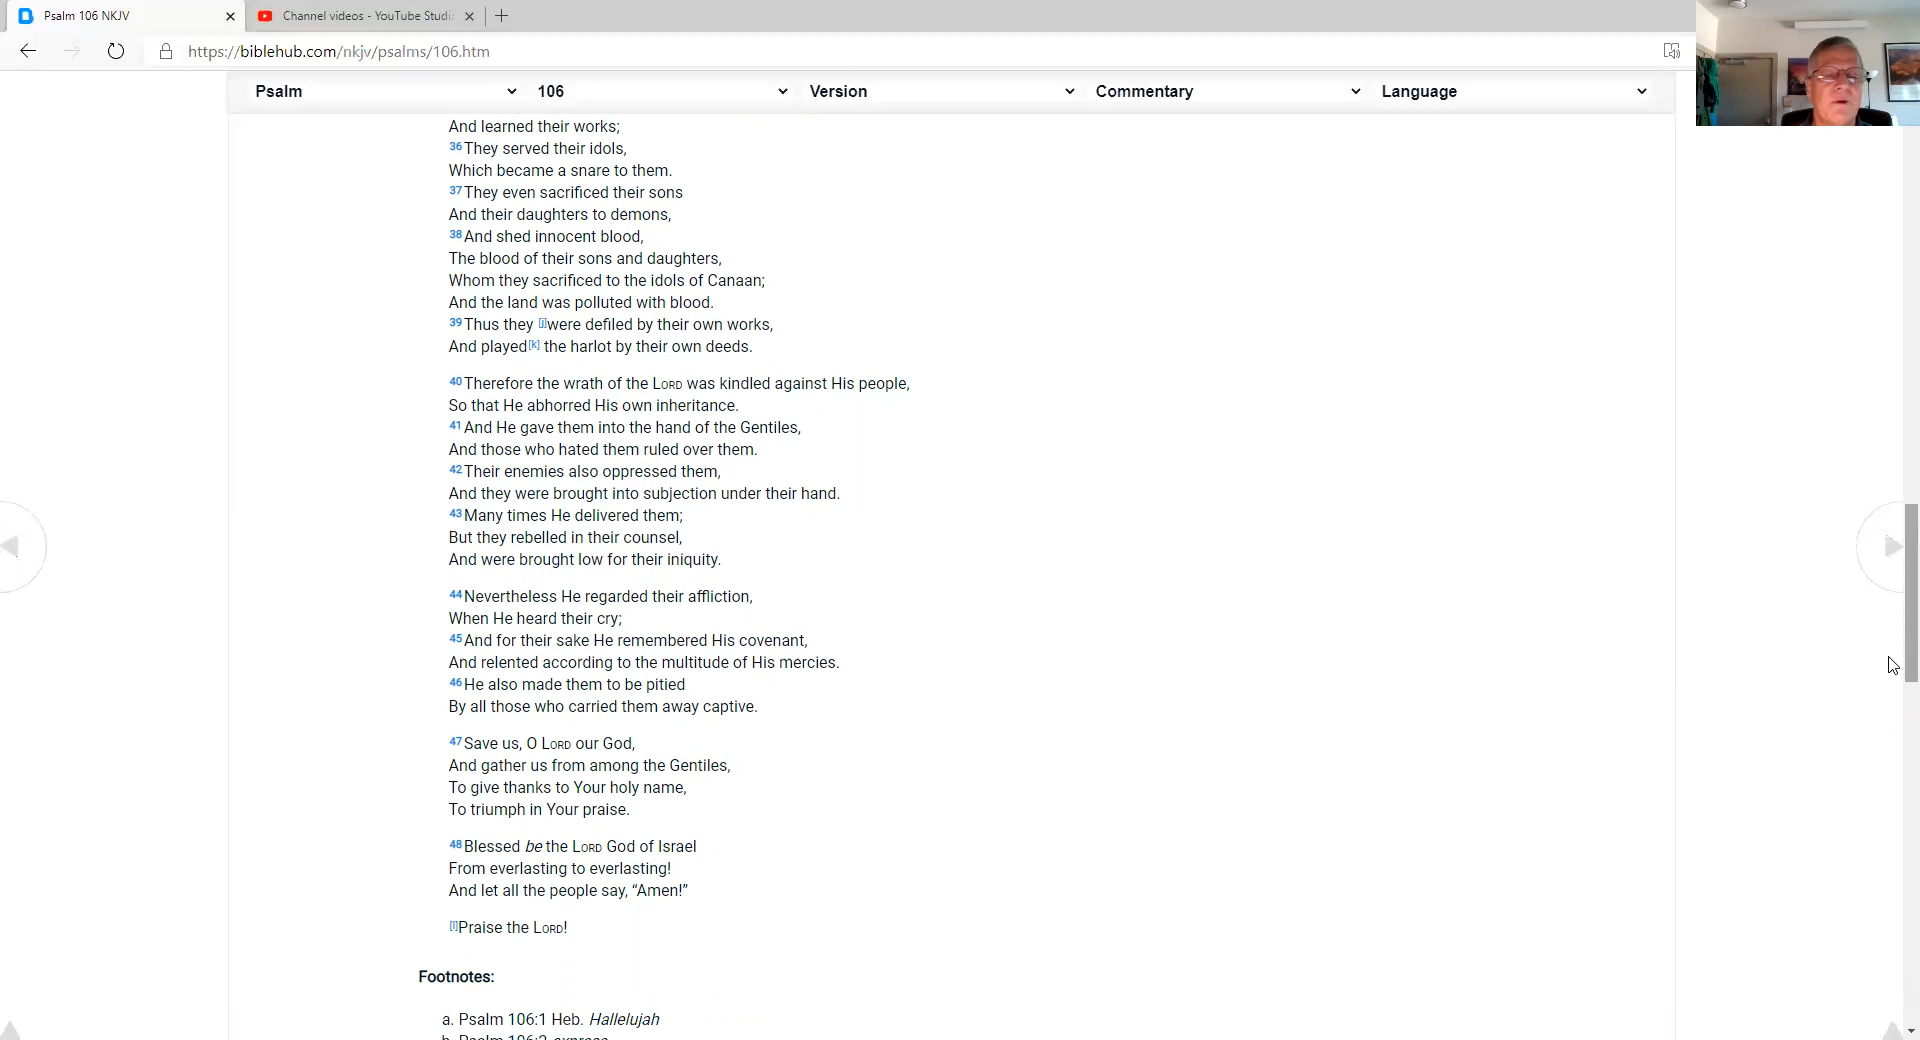 Psalm 106 NKJV
Channel videos - YouTube Studi
https://biblehub.com/nkjv/psalms/106.htm
Psalm 106 Version Commentary Language
And learned their works;
36 They served their idols,
Which became a snare to them.
37 They even sacrificed their sons
And their daughters to demons,
38 And shed innocent blood,
The blood of their sons and daughters,
Whom they sacrificed to the idols of Canaan;
And the land was polluted with blood.
39 Thus they [j]were defiled by their own works,
And played[k] the harlot by their own deeds.
40 Therefore the wrath of the LORD was kindled against His people,
So that He abhorred His own inheritance.
41 And He gave them into the hand of the Gentiles,
And those who hated them ruled over them.
42 Their enemies also oppressed them,
And they were brought into subjection under their hand.
43 Many times He delivered them;
But they rebelled in their counsel,
And were brought low for their iniquity.
44 Nevertheless He regarded their affliction,
When He heard their cry;
45 And for their sake He remembered His covenant,
And relented according to the multitude of His mercies.
46 He also made them to be pitied
By all those who carried them away captive.
47 Save us, O LORD our God,
And gather us from among the Gentiles,
To give thanks to Your holy name,
To triumph in Your praise.
48 Blessed be the LORD God of Israel
From everlasting to everlasting!
And let all the people say, “Amen!”
[l]Praise the LORD!
Footnotes:
a. Psalm 106:1 Heb. Hallelujah
b. Psalm 106:2 express